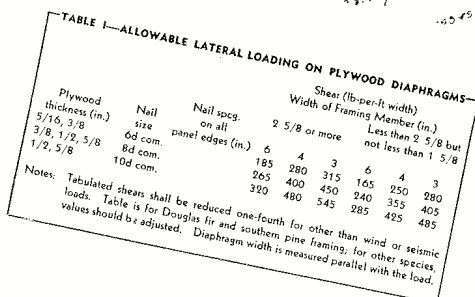 TABLE I—ALLOWABLE LATERAL LOADING ON PLYWOOD DIAPHRAGMS—
Shear (lb-per-ft width)
Width of Framing Member (in.)
Plywood Nail Nail spcg. 2 5/8 or more Less than 2 5/8 but
thickness (in.) size on all not less than 1 5/8
panel edges (in.) 6 4 3 6 4 3
5/16, 3/8 6d com. 185 280 315 165 250 280
3/8, 1/2, 5/8 8d com. 265 400 450 240 355 405
1/2, 5/8 10d com. 320 480 545 285 425 485
Notes: Tabulated shears shall be reduced one-fourth for other than wind or seismic
loads. Table is for Douglas fir and southern pine framing; for other species,
values should be adjusted. Diaphragm width is measured parallel with the load.